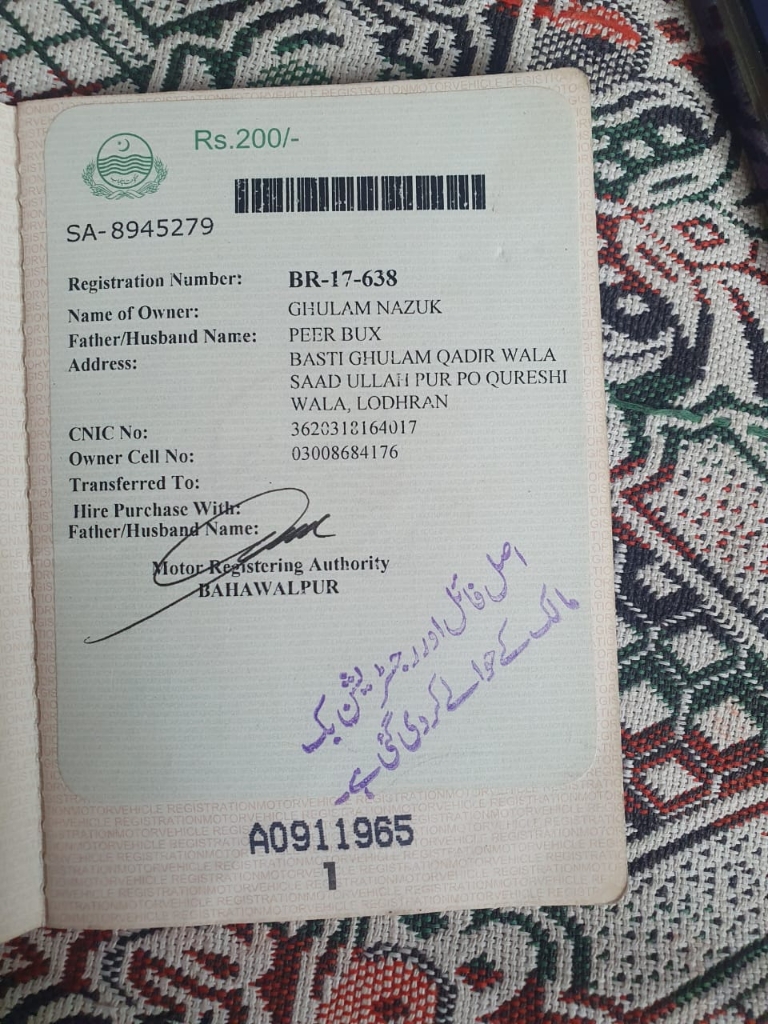 Rs.200/-
SA-8945279
Registration Number: BR-17-638
Name of Owner: GHULAM NAZUK
Father/Husband Name: PEER BUX
Address: BASTI GHULAM QADIR WALA
SAAD ULLAH PUR PO QURESHI
WALA, LODHRAN
CNIC No: 3620318164017
Owner Cell No: 03008684176
Transferred To:
Hire Purchase With:
Father/Husband Name:
Motor Registering Authority
BAHAWALPUR
اصل فائل اور رجسٹریشن بک
مالک کے حوالے کر دی گئی ہے۔
A0911965
1